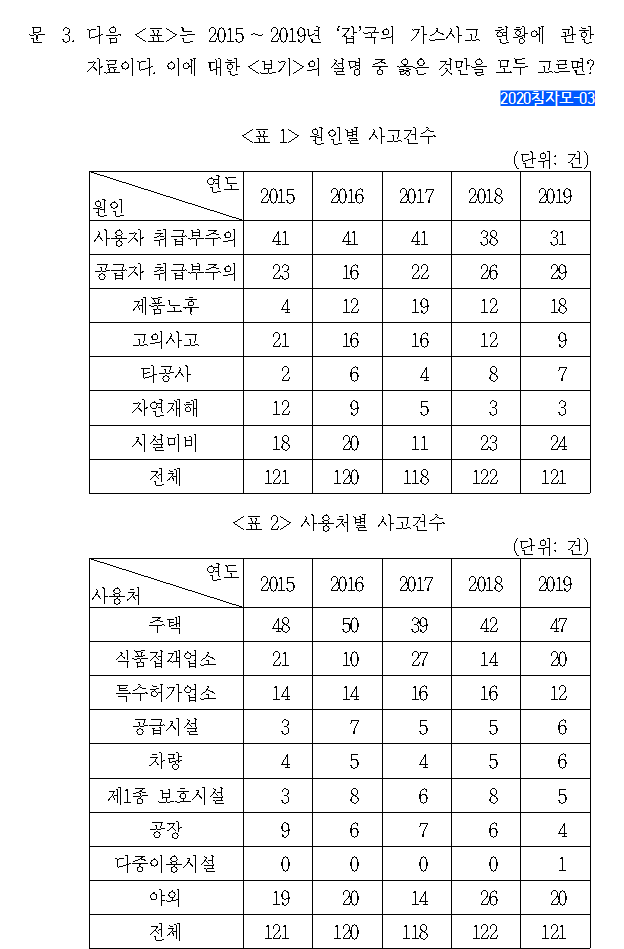 문 3. 다음 <표>는 2015 ~ 2019년 ‘갑’국의 가스사고 현황에 관한
자료이다. 이에 대한 <보기>의 설명 중 옳은 것만을 모두 고르면?
2020칠자모-03
<표 1> 원인별 사고건수
(단위: 건)
연도 2015 2016 2017 2018 2019
원인
사용자 취급부주의 41 41 41 38 31
공급자 취급부주의 23 16 22 26 29
제품노후 4 12 19 12 18
고의사고 21 16 16 12 9
타공사 2 6 4 8 7
자연재해 12 9 5 3 3
시설미비 18 20 11 23 24
전체 121 120 118 122 121
<표 2> 사용처별 사고건수
(단위: 건)
연도 2015 2016 2017 2018 2019
사용처
주택 48 50 39 42 47
식품접객업소 21 10 27 14 20
특수허가업소 14 14 16 16 12
공급시설 3 7 5 5 6
차량 4 5 4 5 6
제1종 보호시설 3 8 6 8 5
공장 9 6 7 6 4
다중이용시설 0 0 0 0 1
야외 19 20 14 26 20
전체 121 120 118 122 121